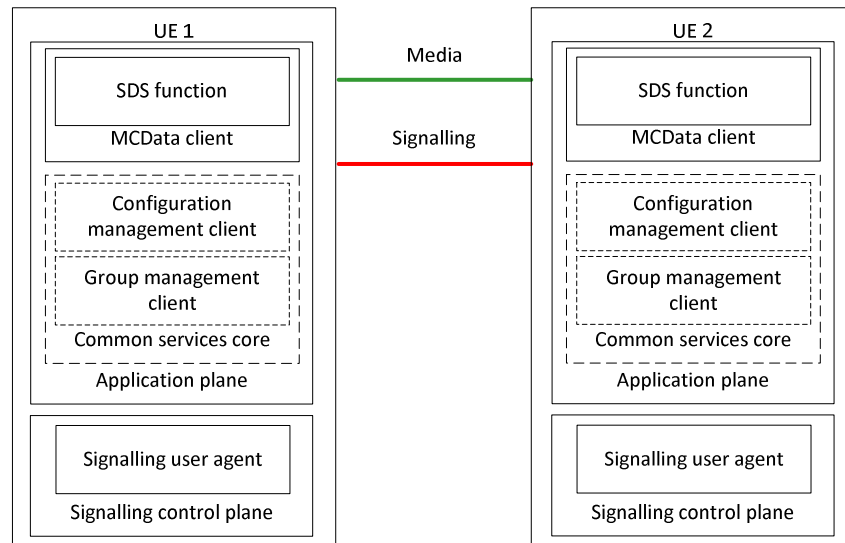 UE 1
SDS function
MCData client
Configuration
management client
Group management
client
Common services core
Application plane
Signalling user agent
Signalling control plane
Media
Signalling
UE 2
SDS function
MCData client
Configuration
management client
Group management
client
Common services core
Application plane
Signalling user agent
Signalling control plane